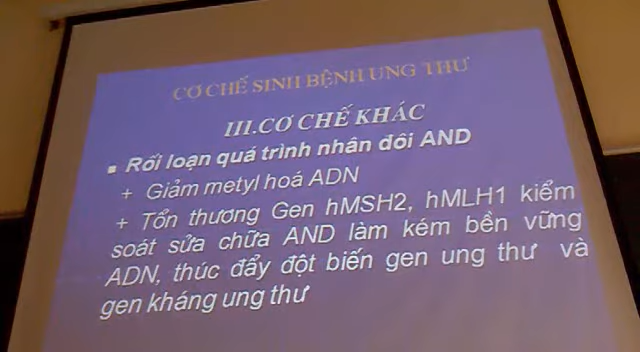 CƠ CHẾ SINH BỆNH UNG THƯ
III.CƠ CHẾ KHÁC
▪ Rối loạn quá trình nhân đôi AND
+ Giảm metyl hoá ADN
+ Tổn thương Gen hMSH2, hMLH1 kiểm
soát sửa chữa AND làm kém bền vững
ADN, thúc đẩy đột biến gen ung thư và
gen kháng ung thư